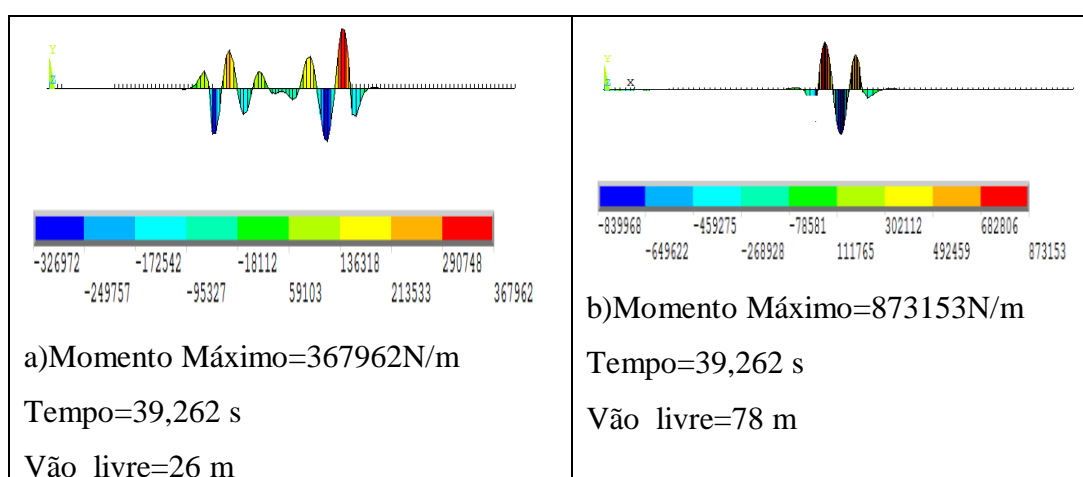 Y
-326972 -172542 -18112 136318 290748
-249757 -95327 59103 213533 367962
a)Momento Máximo=367962N/m
Tempo=39,262 s
Vão livre=26 m
Y
X
-839968 -459275 -78581 302112 682806
-649622 -268928 111765 492459 873153
b)Momento Máximo=873153N/m
Tempo=39,262 s
Vão livre=78 m